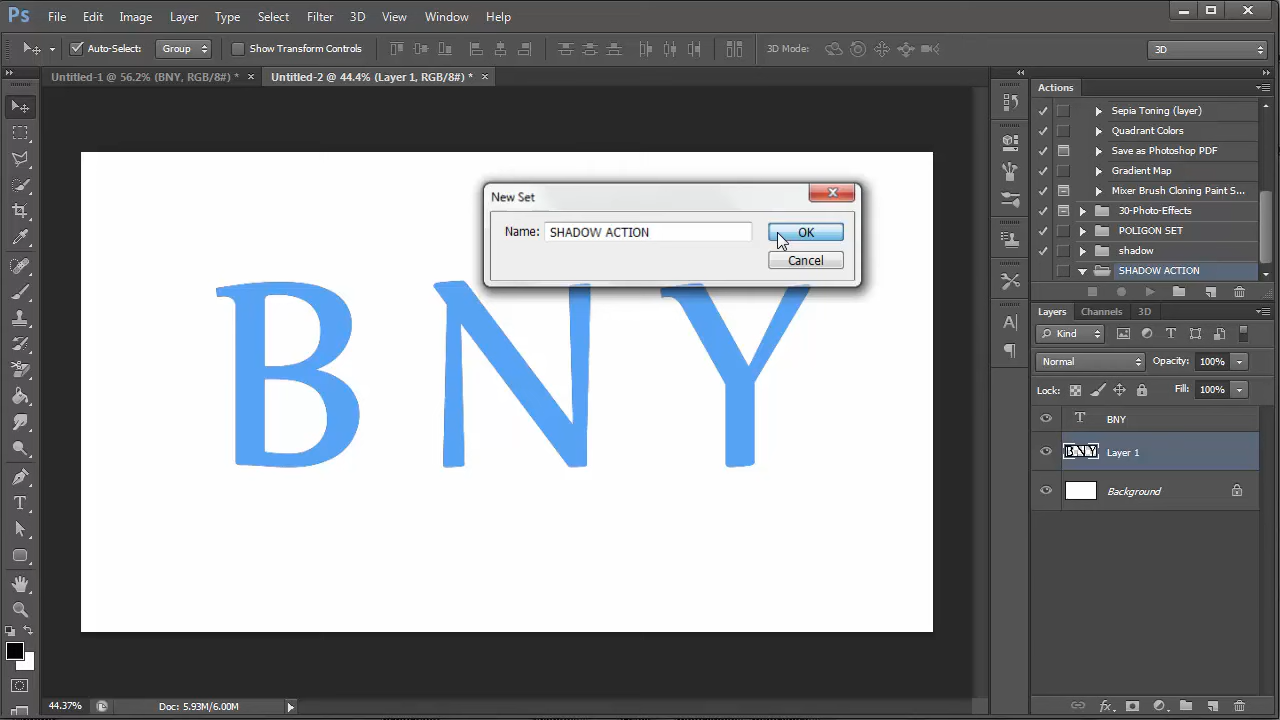 Ps File Edit Image Layer Type Select Filter 3D View Window Help
Auto-Select: Group Show Transform Controls 3D Mode: 3D
Untitled-1 @ 56.2% (BNY, RGB/8#) * × Untitled-2 @ 44.4% (Layer 1, RGB/8#) * ×
Actions
Sepia Toning (layer)
Quadrant Colors
Save as Photoshop PDF
Gradient Map
Mixer Brush Cloning Paint S...
30-Photo-Effects
POLIGON SET
shadow
SHADOW ACTION
New Set
Name: SHADOW ACTION OK
Cancel
BNY
Layers Channels 3D
Kind
Normal Opacity: 100%
Lock: Fill: 100%
T BNY
BNY Layer 1
Background
44.37% Doc: 5.93M/6.00M